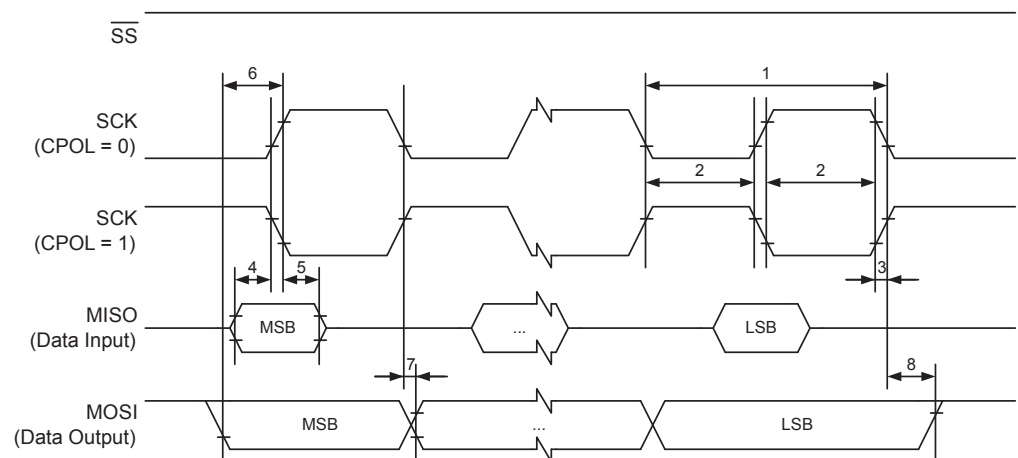 SS
6
1
SCK
(CPOL = 0)
2
2
SCK
(CPOL = 1)
4
5
3
MISO
(Data Input)
MSB
...
LSB
7
8
MOSI
(Data Output)
MSB
...
LSB